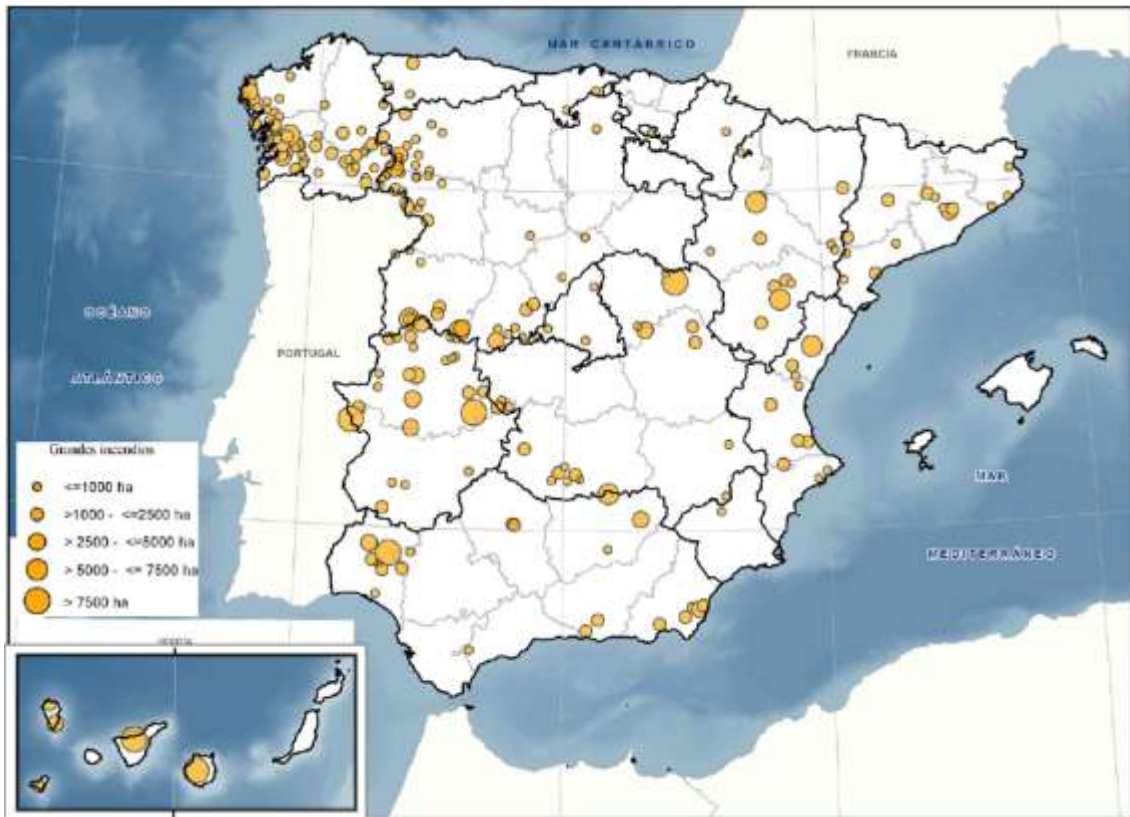 MAR CANTÁBRICO
FRANCIA
OCÉANO
ATLÁNTICO
PORTUGAL
MAR
MEDITERRÁNEO
Grandes incendios
<=1000 ha
>1000 - <=2500 ha
> 2500 - <=5000 ha
> 5000 - <= 7500 ha
> 7500 ha